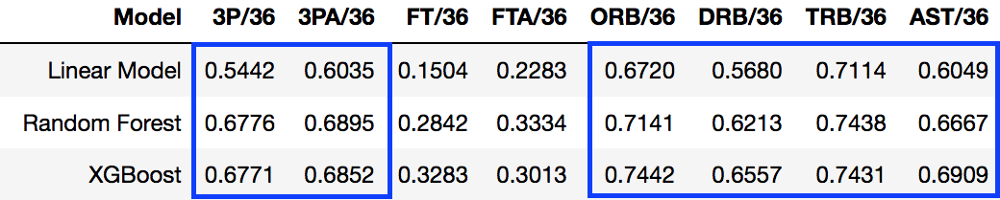 Model 3P/36 3PA/36 FT/36 FTA/36 ORB/36 DRB/36 TRB/36 AST/36
Linear Model 0.5442 0.6035 0.1504 0.2283 0.6720 0.5680 0.7114 0.6049
Random Forest 0.6776 0.6895 0.2842 0.3334 0.7141 0.6213 0.7438 0.6667
XGBoost 0.6771 0.6852 0.3283 0.3013 0.7442 0.6557 0.7431 0.6909